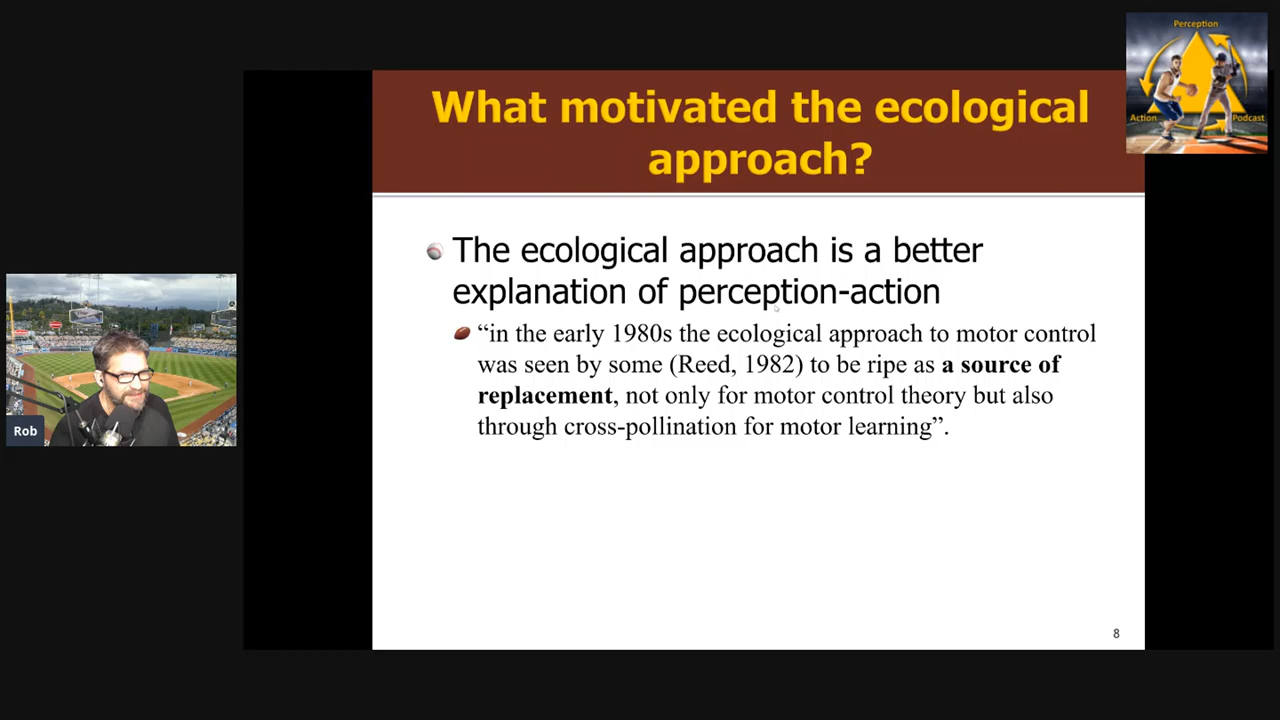 What motivated the ecological
approach?
The ecological approach is a better
explanation of perception-action
“in the early 1980s the ecological approach to motor control
was seen by some (Reed, 1982) to be ripe as a source of
replacement, not only for motor control theory but also
through cross-pollination for motor learning”.
8
Rob
Perception
Action
Podcast